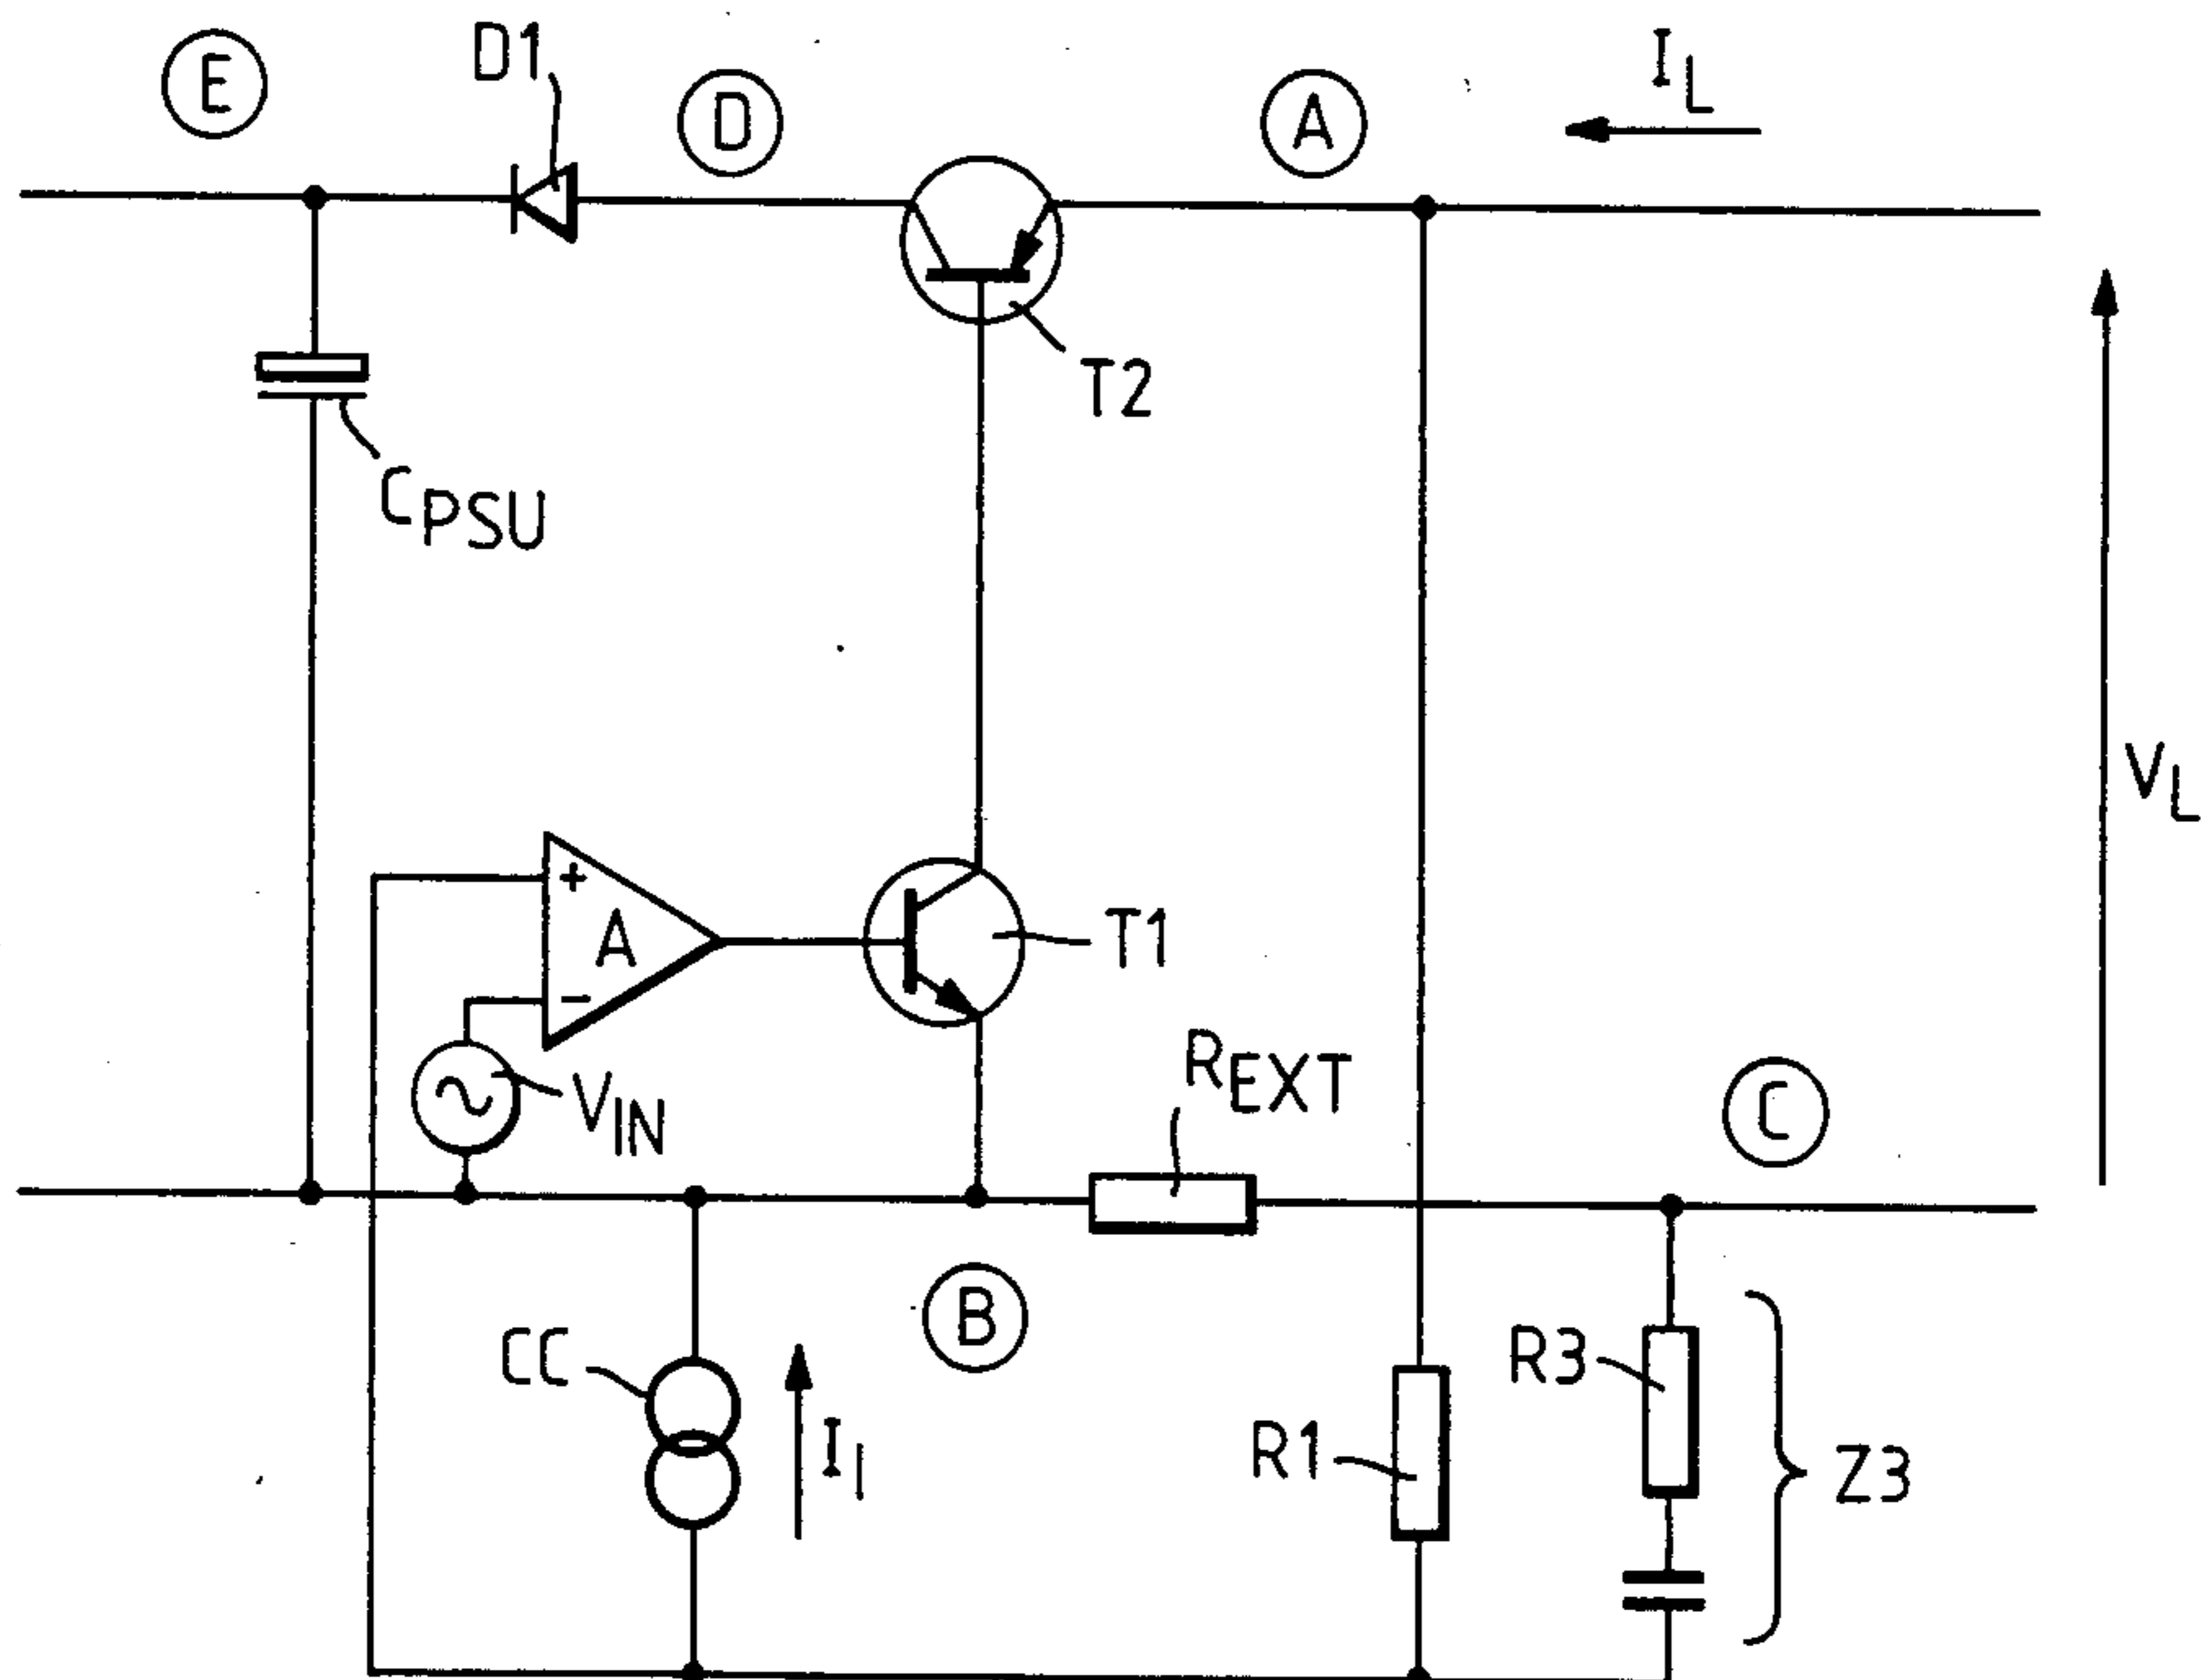 E
D1
D
A
I_L
T2
C_PSU
V_L
+
A
−
T1
V_IN
R_EXT
C
B
CC
I_I
R1
R3
Z3